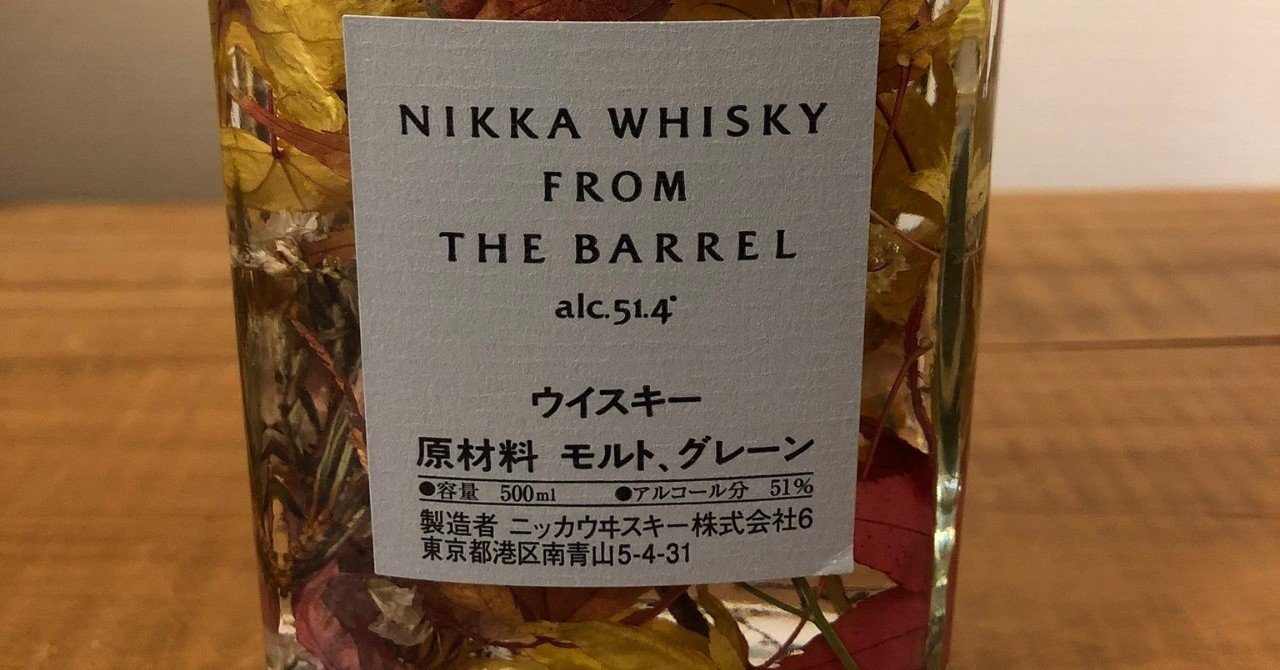 NIKKA WHISKY
FROM
THE BARREL
alc.51.4°
ウイスキー
原材料 モルト、グレーン
●容量 500ml ●アルコール分 51%
製造者 ニッカウヰスキー株式会社6
東京都港区南青山5-4-31